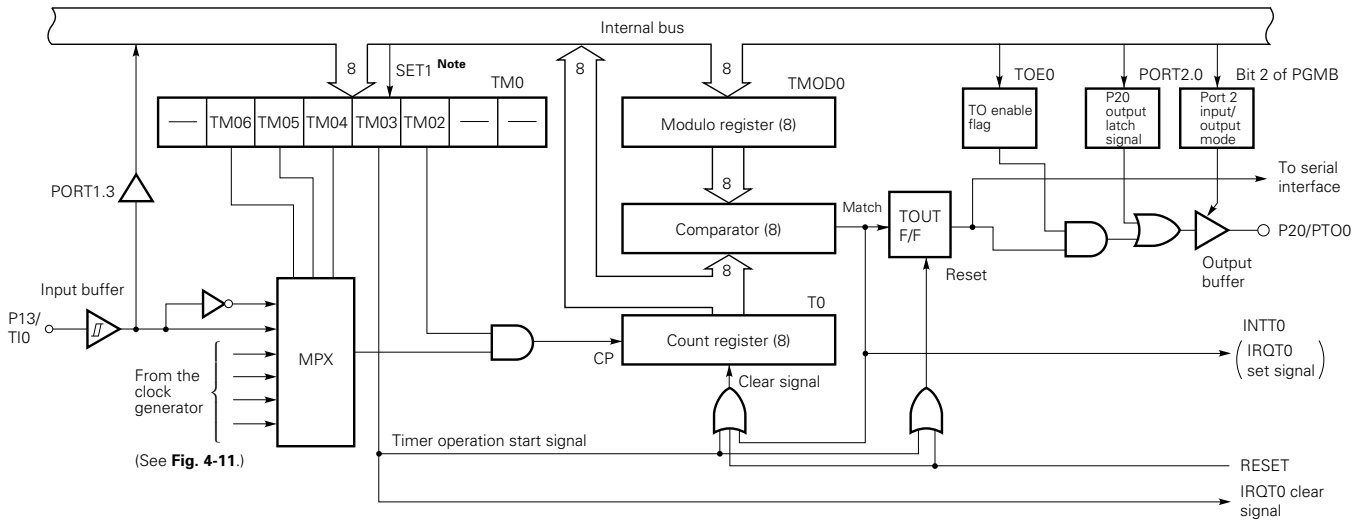 Internal bus
8
SET1 Note
TM0
8
8
TMOD0
TOE0
PORT2.0
Bit 2 of PGMB
— TM06 TM05 TM04 TM03 TM02 — —
Modulo register (8)
TO enable
flag
P20
output
latch
signal
Port 2
input/
output
mode
PORT1.3
8
To serial
interface
Match
Comparator (8)
TOUT
F/F
P20/PTO0
8
Reset
Output
buffer
Input buffer
T0
P13/
TI0
MPX
Count register (8)
CP
INTT0
(IRQT0
set signal)
From the
clock
generator
Clear signal
Timer operation start signal
(See Fig. 4-11.)
RESET
IRQT0 clear
signal